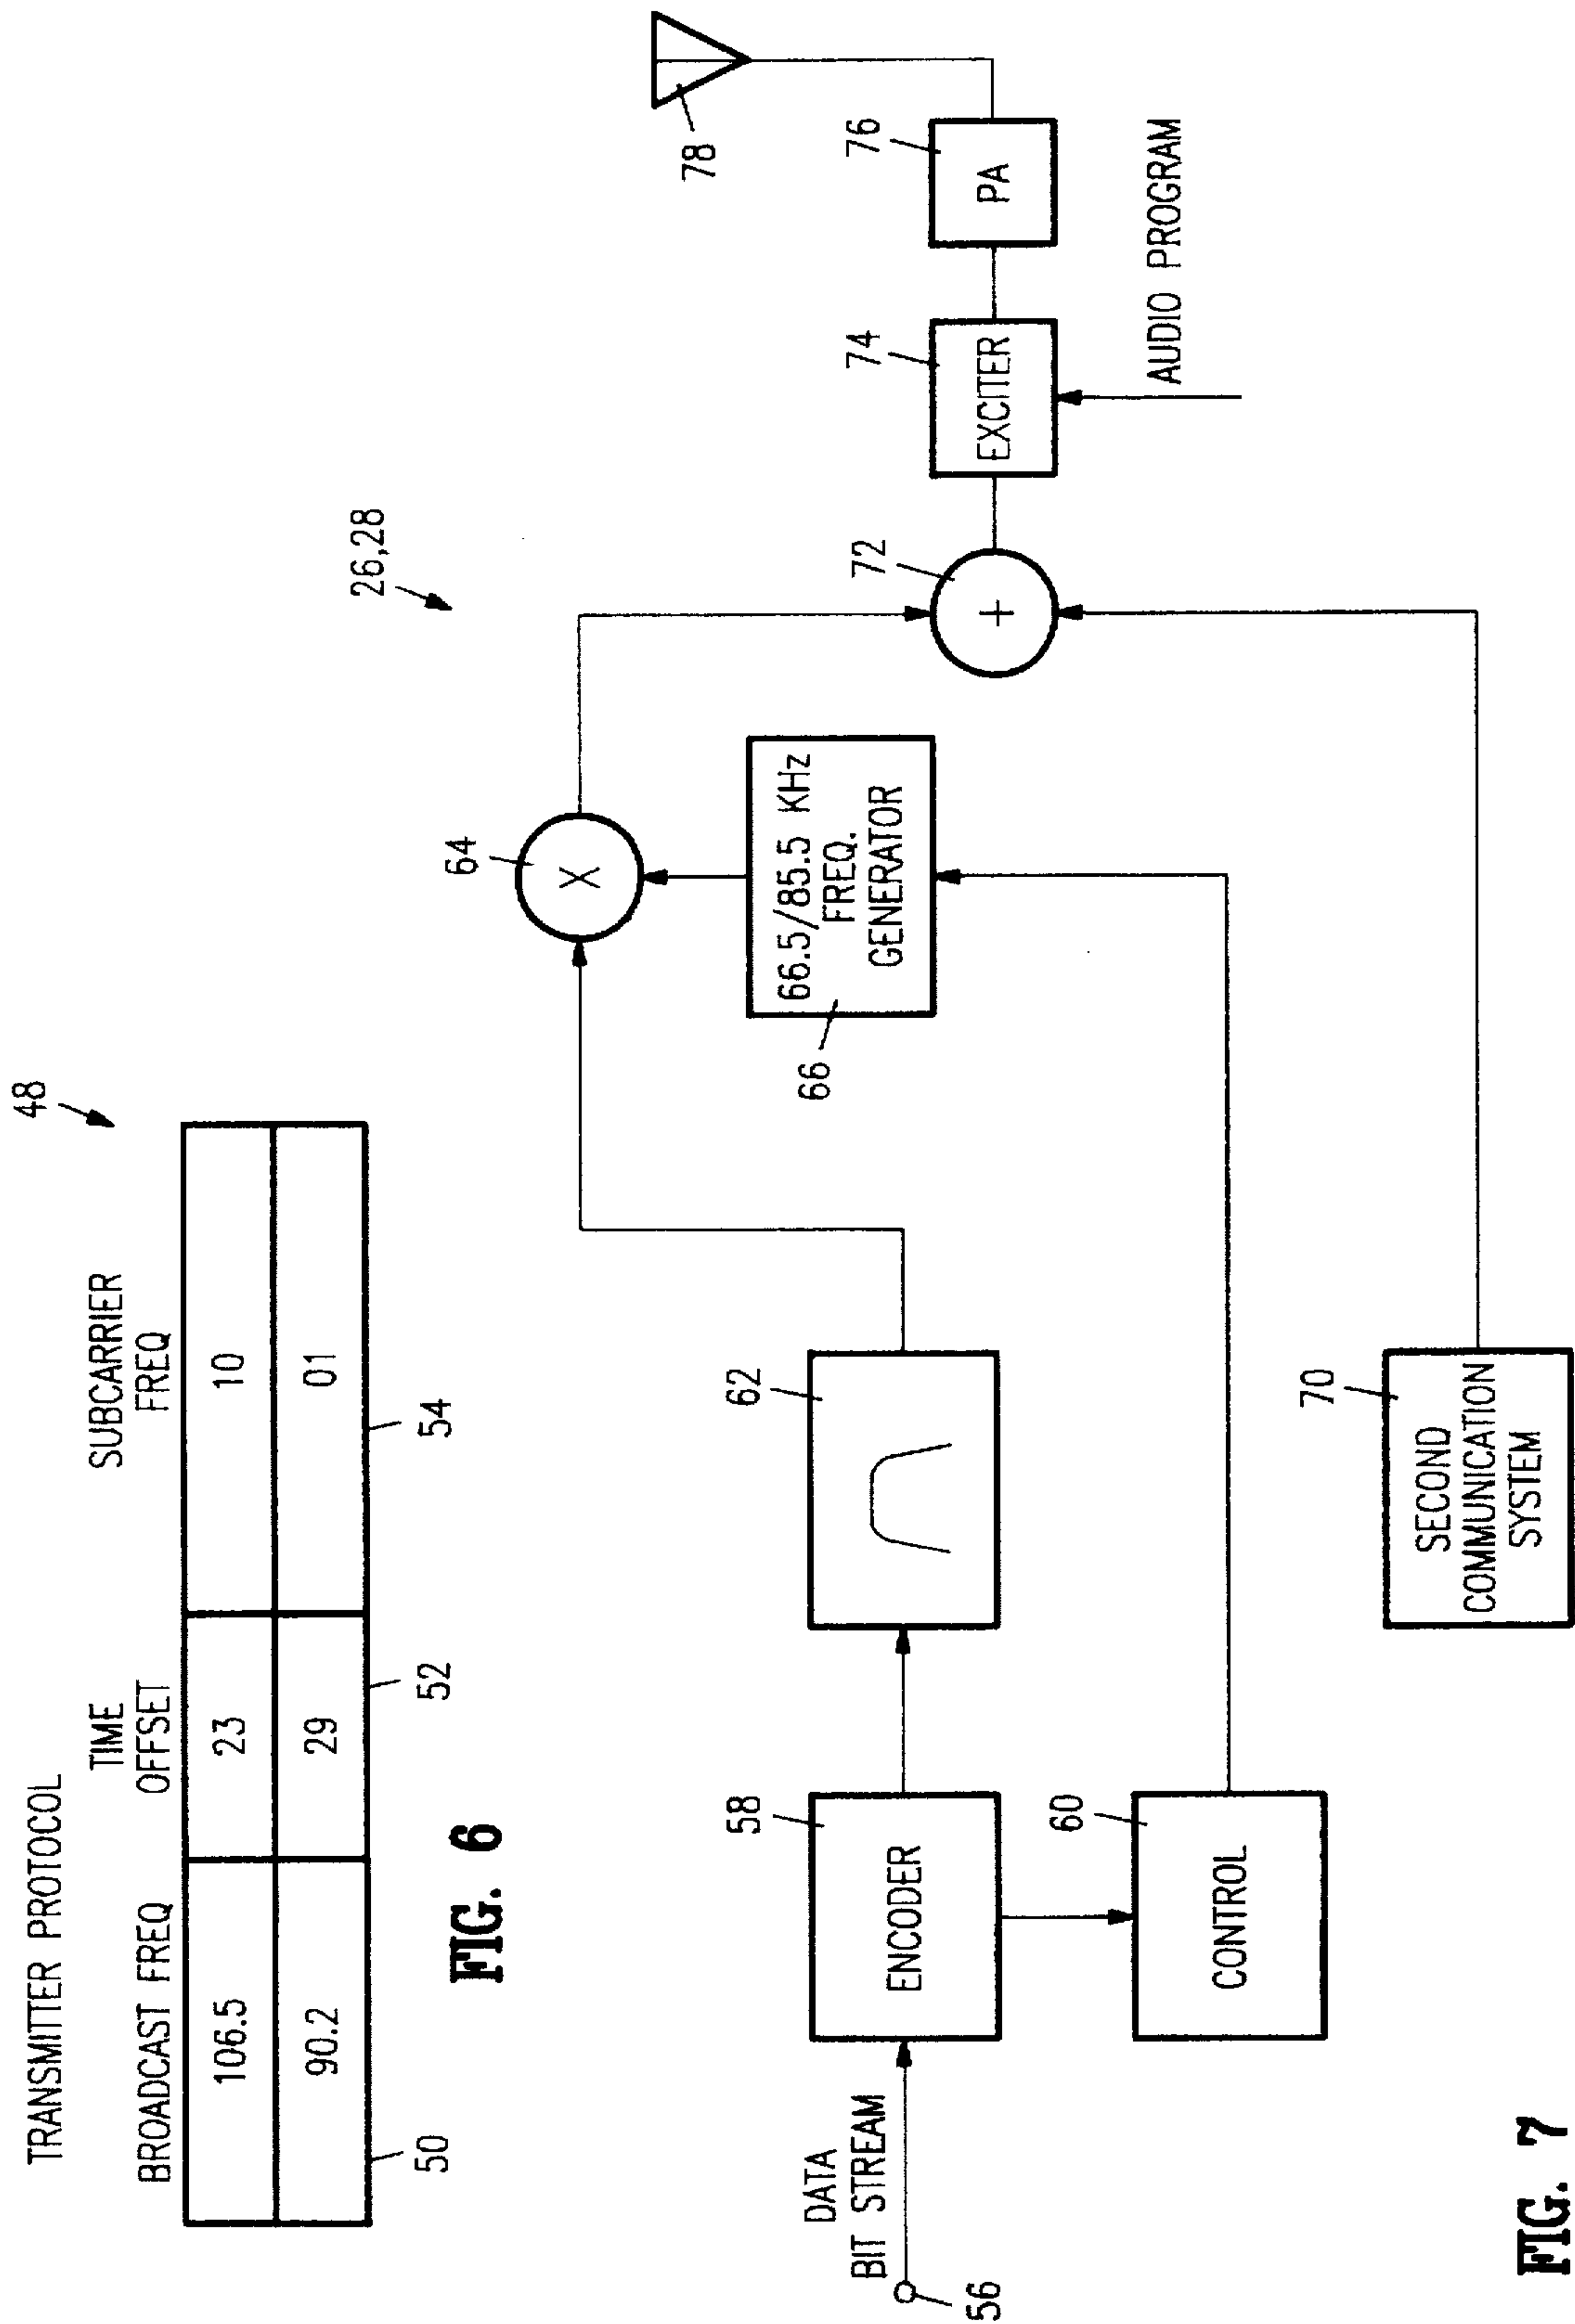 TRANSMITTER PROTOCOL
48
BROADCAST FREQ
TIME
OFFSET
SUBCARRIER
FREQ
106.5
23
10
90.2
29
01
50
52
54
FIG. 6
26,28
DATA
BIT STREAM
56
58
ENCODER
60
CONTROL
62
64
X
66.5/85.5 KHz
FREQ.
GENERATOR
66
70
SECOND
COMMUNICATION
SYSTEM
72
+
74
EXCITER
AUDIO PROGRAM
76
PA
78
FIG. 7